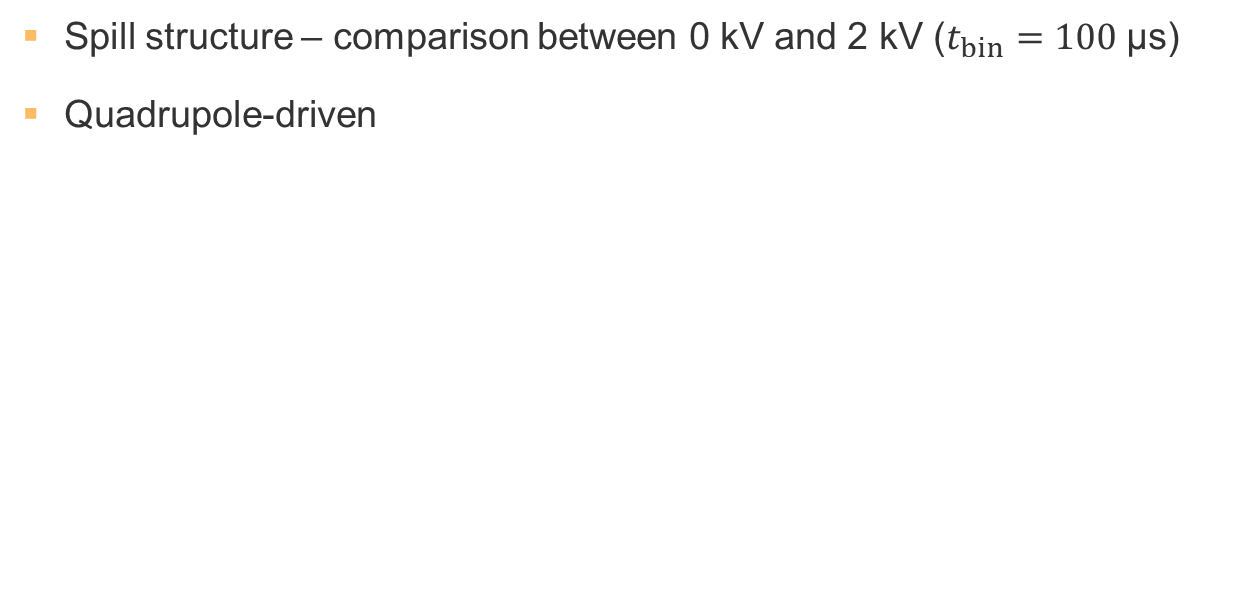 ▪ Spill structure – comparison between 0 kV and 2 kV (t_bin = 100 μs)
▪ Quadrupole-driven